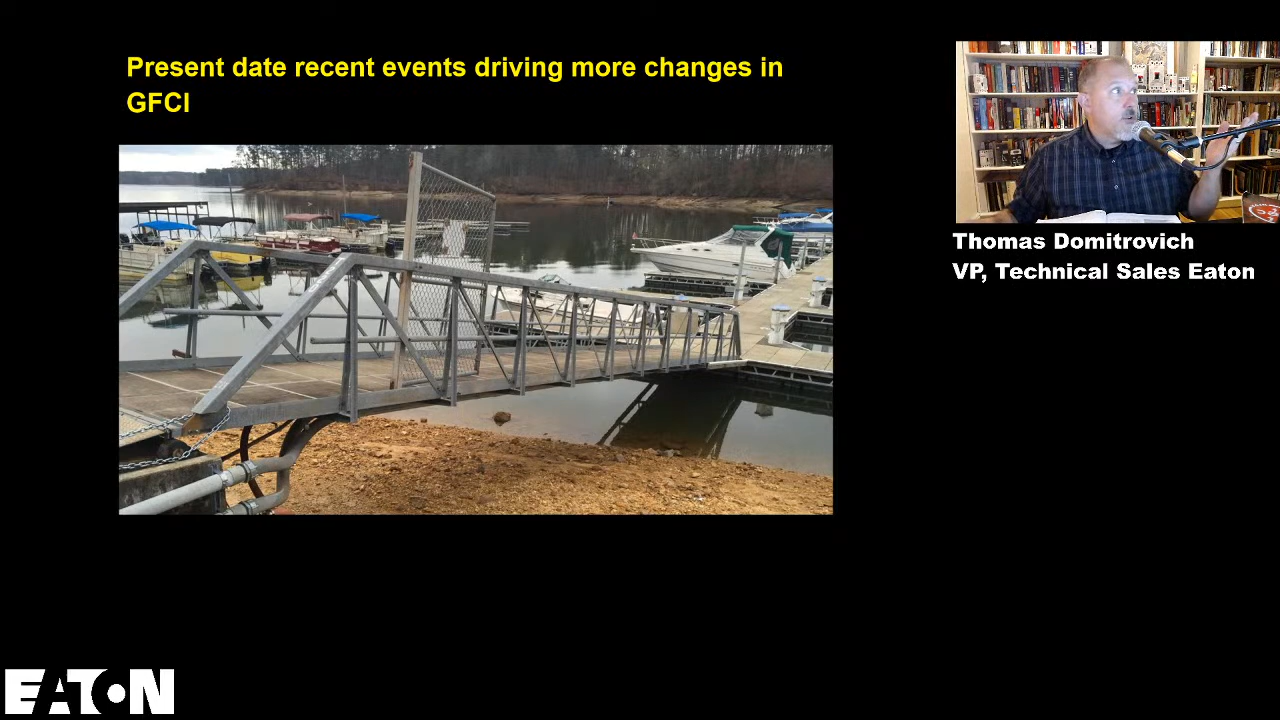 Present date recent events driving more changes in
GFCI
Thomas Domitrovich
VP, Technical Sales Eaton
EATON